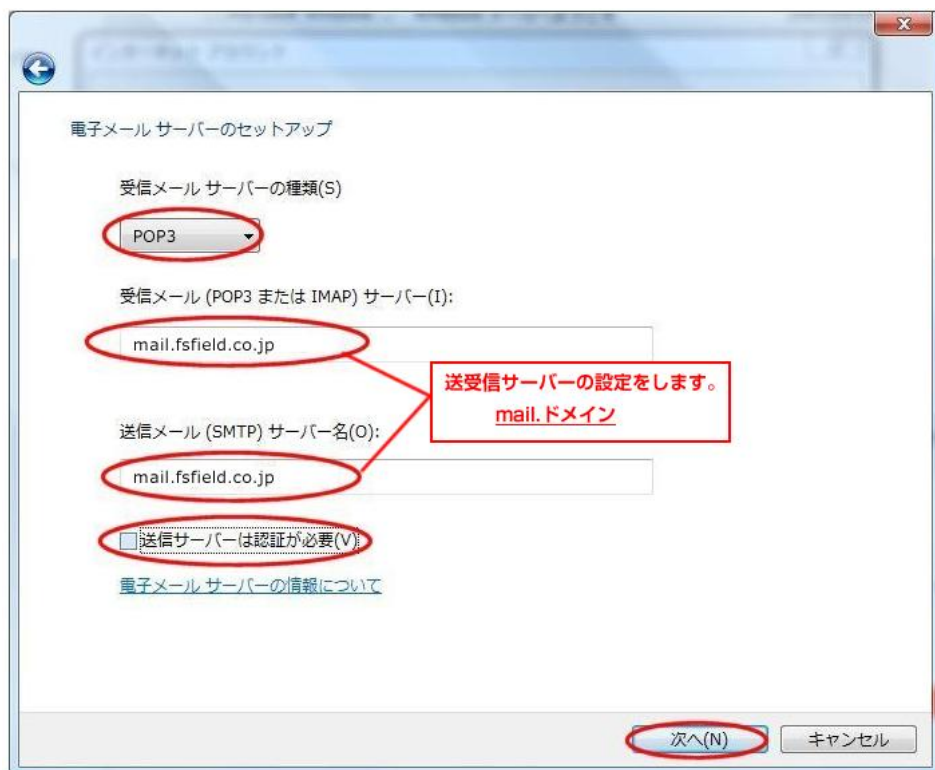 電子メール サーバーのセットアップ
受信メール サーバーの種類(S)
POP3
受信メール (POP3 または IMAP) サーバー(I):
mail.fsfield.co.jp
送受信サーバーの設定をします。
mail.ドメイン
送信メール (SMTP) サーバー名(O):
mail.fsfield.co.jp
送信サーバーは認証が必要(V)
電子メール サーバーの情報について
次へ(N)
キャンセル